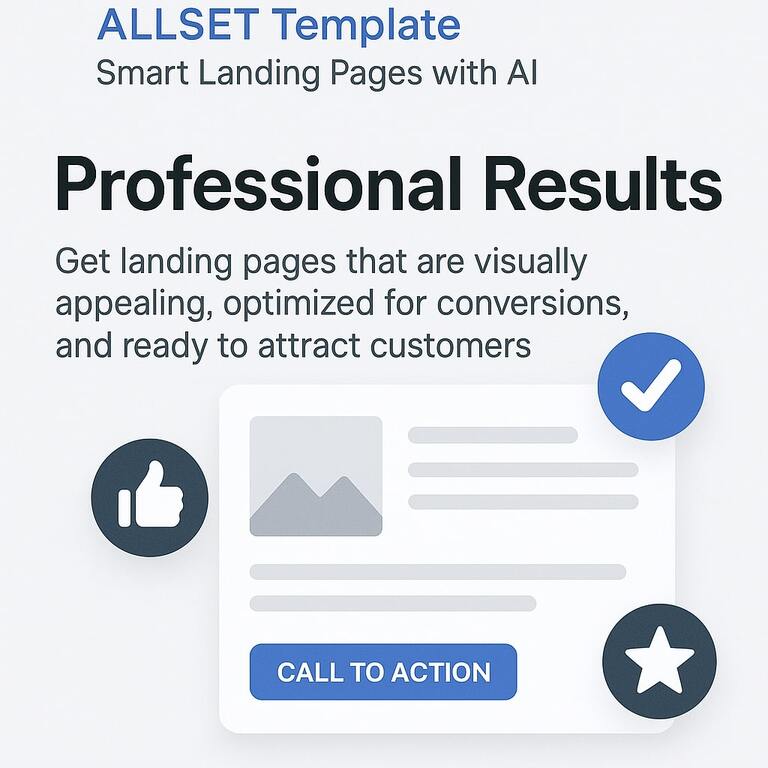 ALLSET Template
Smart Landing Pages with AI
Professional Results
Get landing pages that are visually
appealing, optimized for conversions,
and ready to attract customers
CALL TO ACTION